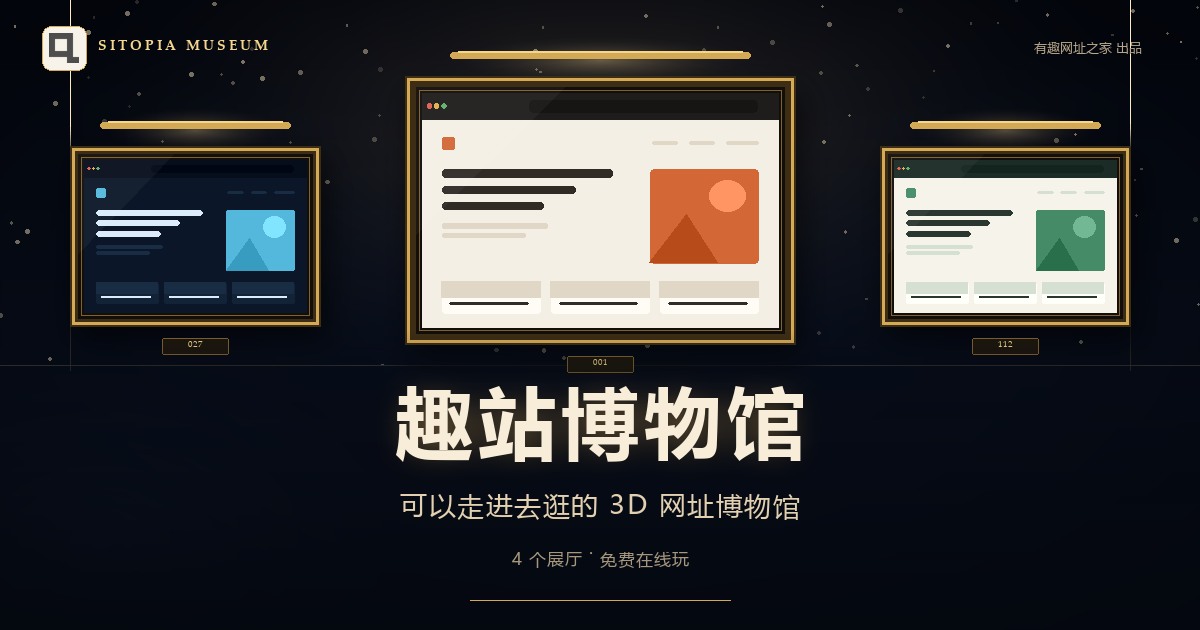 SITOPIA MUSEUM
有趣网址之家 出品
027
001
112
趣站博物馆
可以走进去逛的 3D 网址博物馆
4 个展厅 · 免费在线玩